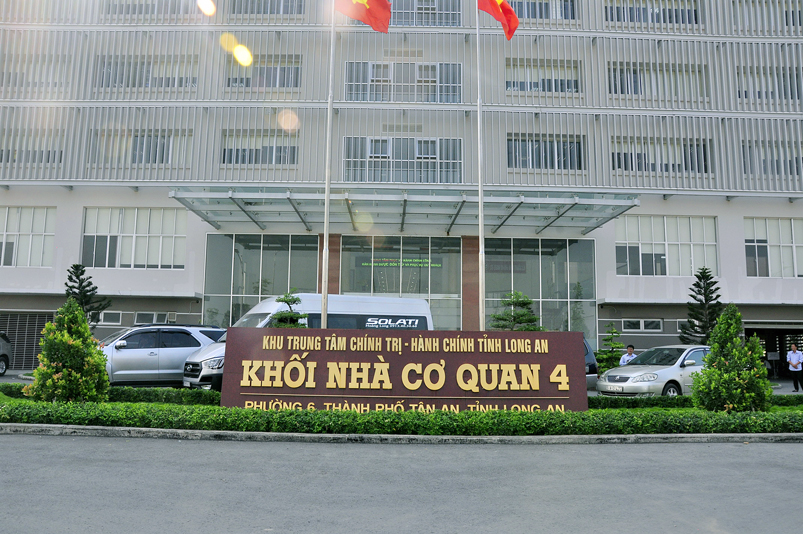 SOLATI
KHU TRUNG TÂM CHÍNH TRỊ - HÀNH CHÍNH TỈNH LONG AN
KHỐI NHÀ CƠ QUAN 4
PHƯỜNG 6, THÀNH PHỐ TÂN AN, TỈNH LONG AN